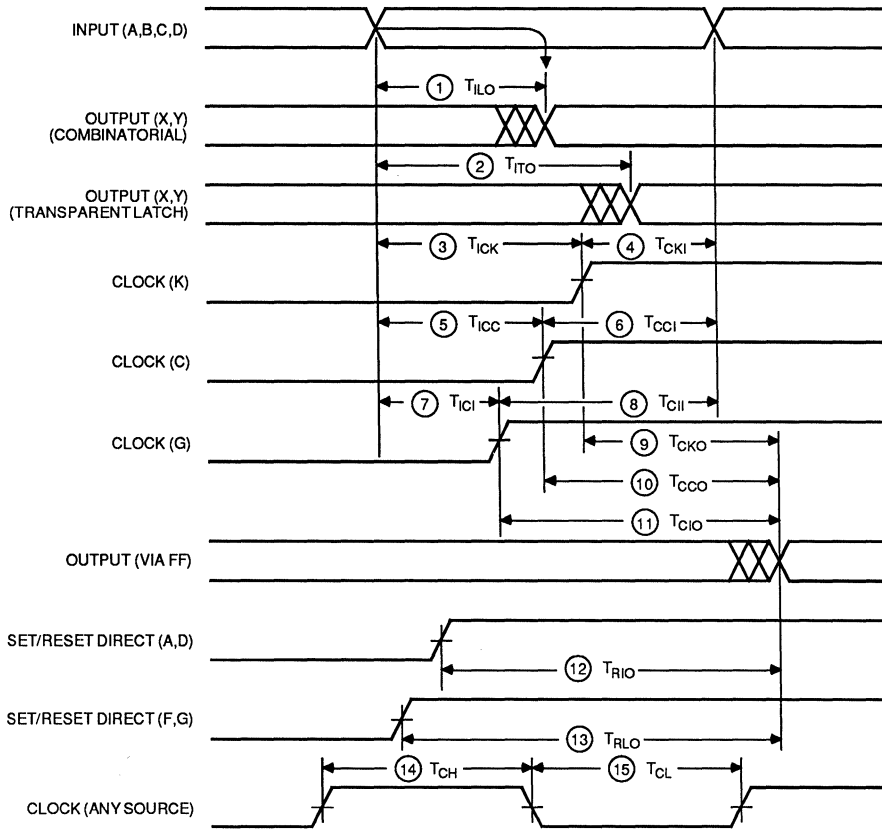 INPUT (A,B,C,D)
① T_ILO
OUTPUT (X,Y)
(COMBINATORIAL)
② T_ITO
OUTPUT (X,Y)
(TRANSPARENT LATCH)
③ T_ICK ④ T_CKI
CLOCK (K)
⑤ T_ICC ⑥ T_CCI
CLOCK (C)
⑦ T_ICI ⑧ T_CII
CLOCK (G)
⑨ T_CKO
⑩ T_CCO
⑪ T_CIO
OUTPUT (VIA FF)
SET/RESET DIRECT (A,D)
⑫ T_RIO
SET/RESET DIRECT (F,G)
⑬ T_RLO
⑭ T_CH ⑮ T_CL
CLOCK (ANY SOURCE)